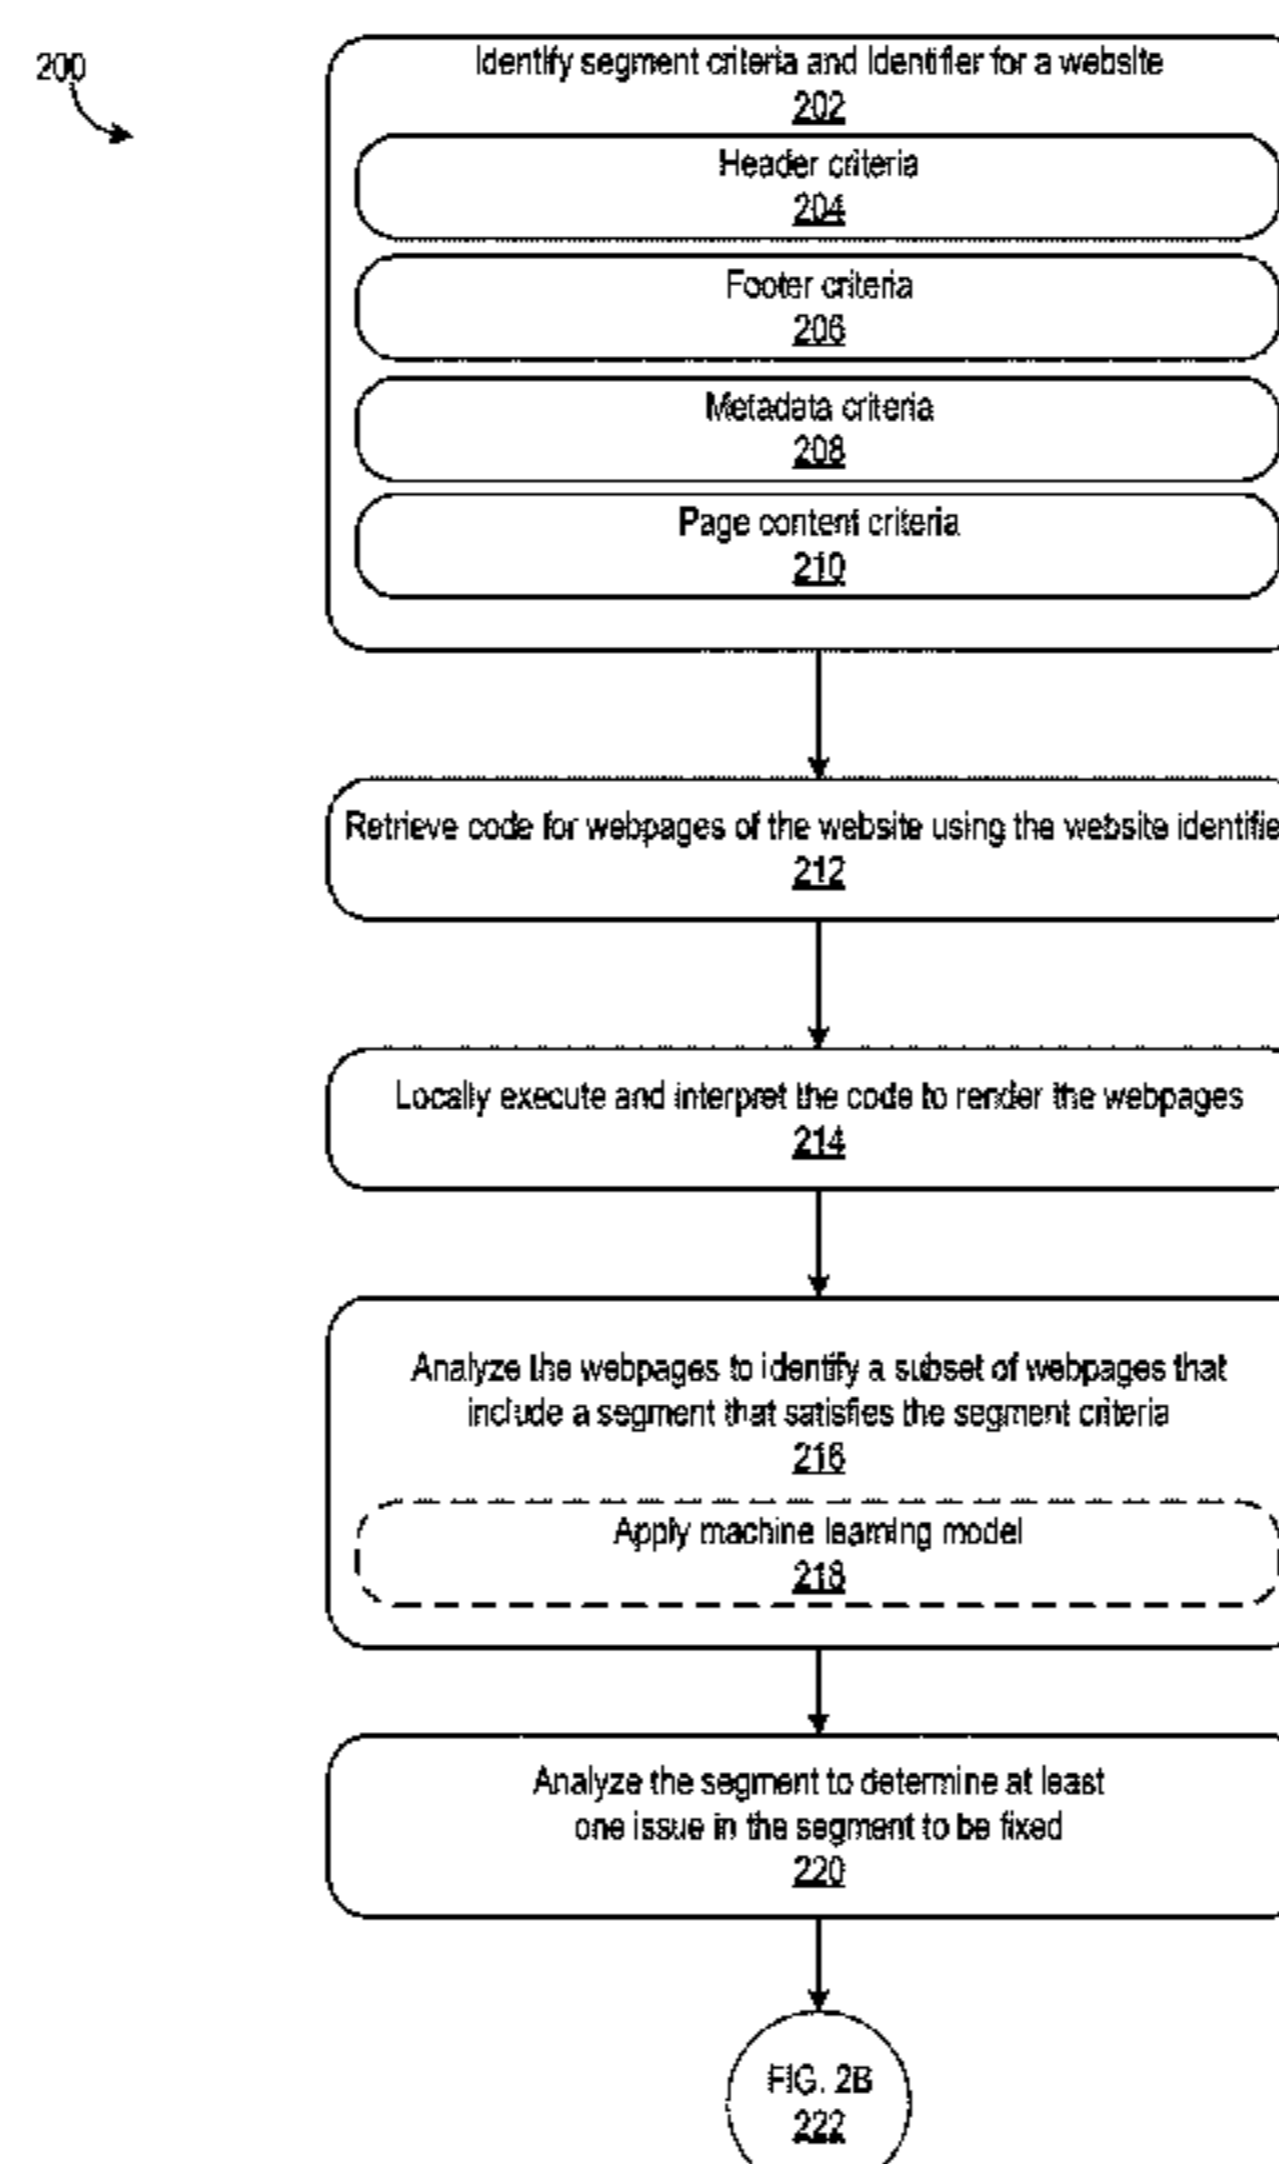 200
Identify segment criteria and identifier for a website
202
Header criteria
204
Footer criteria
206
Metadata criteria
208
Page content criteria
210
Retrieve code for webpages of the website using the website identifie
212
Locally execute and interpret the code to render the webpages
214
Analyze the webpages to identify a subset of webpages that
include a segment that satisfies the segment criteria
216
Apply machine learning model
218
Analyze the segment to determine at least
one issue in the segment to be fixed
220
FIG. 2B
222